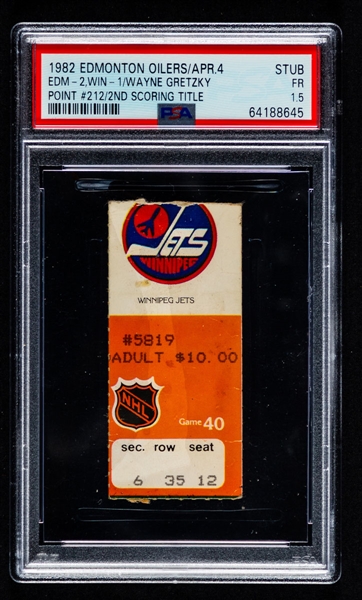 1982 EDMONTON OILERS/APR.4 STUB
EDM - 2,WIN - 1/WAYNE GRETZKY FR
POINT #212/2ND SCORING TITLE 1.5
PSA 64188645
JETS
WINNIPEG
WINNIPEG JETS
#5819
ADULT $10.00
NHL
Game 40
sec. row seat
6 35 12